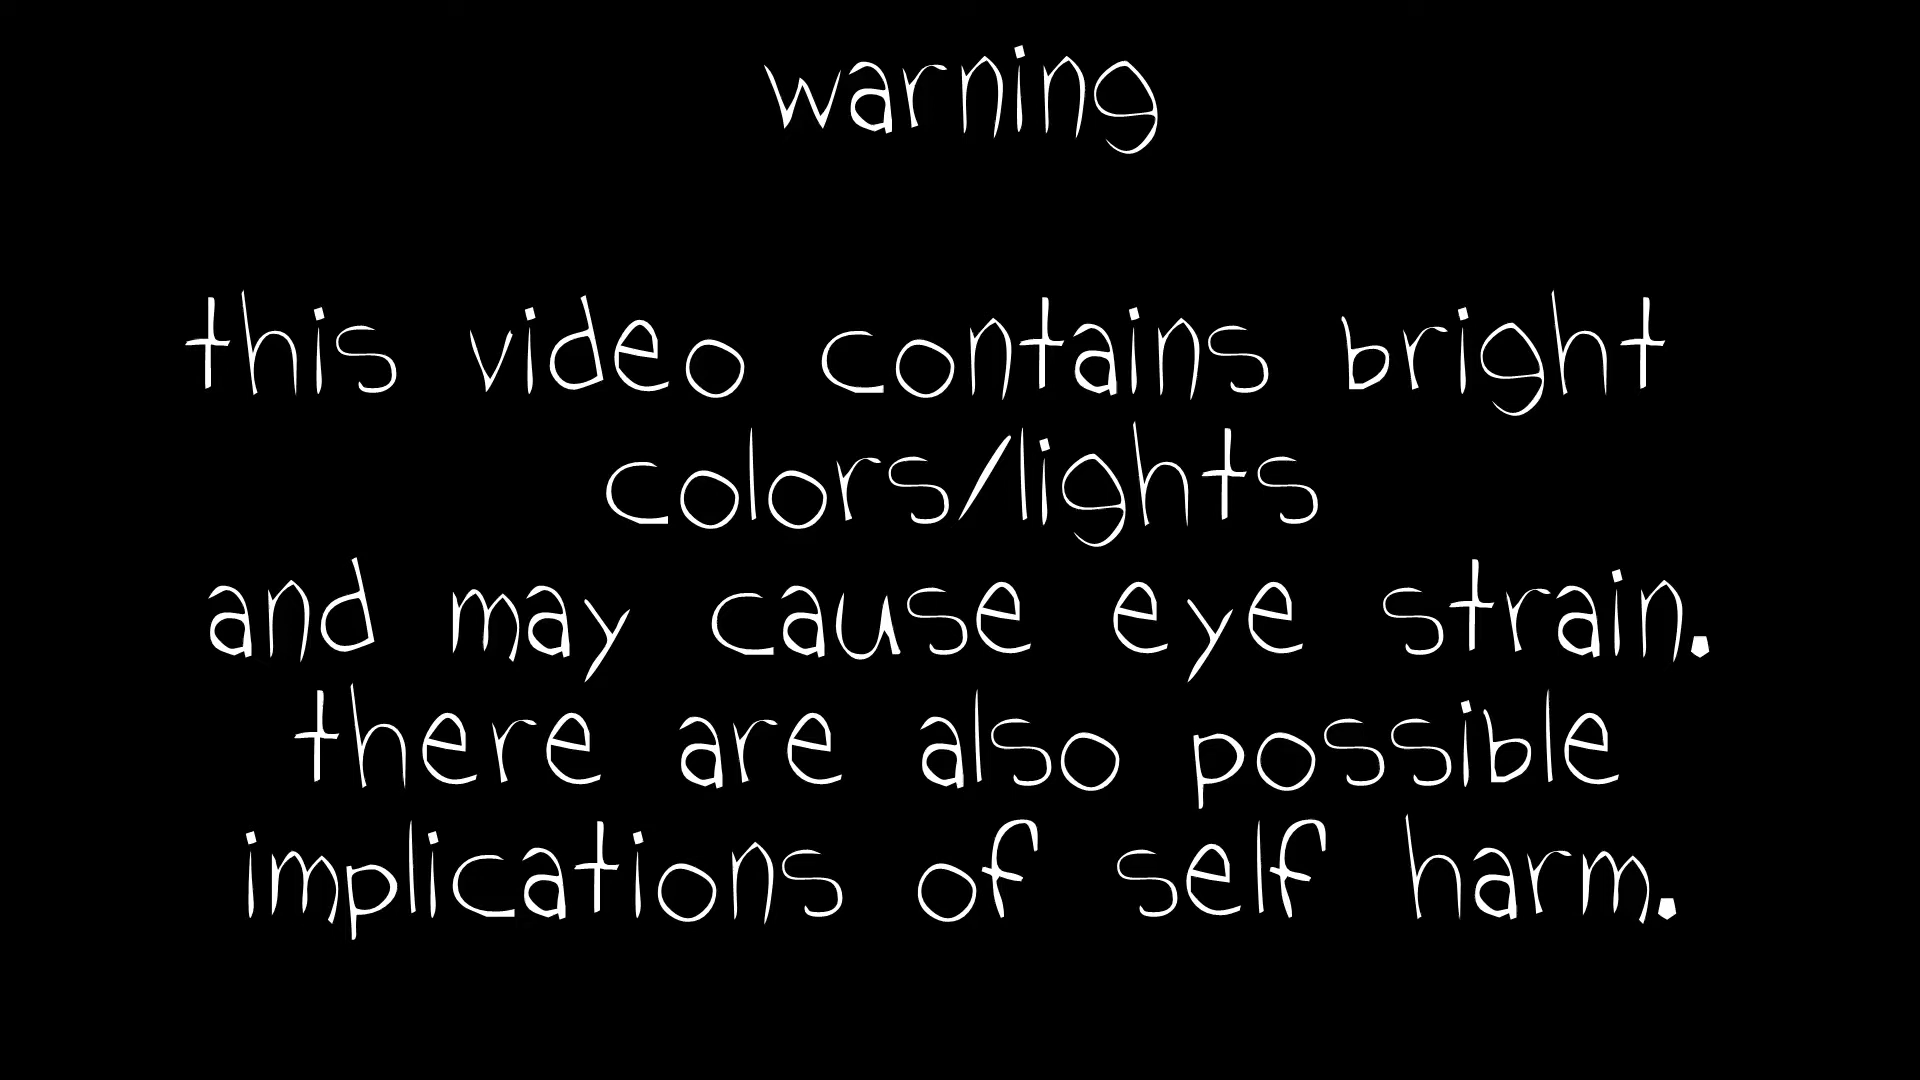 warning
this video contains bright
colors/lights
and may cause eye strain.
there are also possible
implications of self harm.